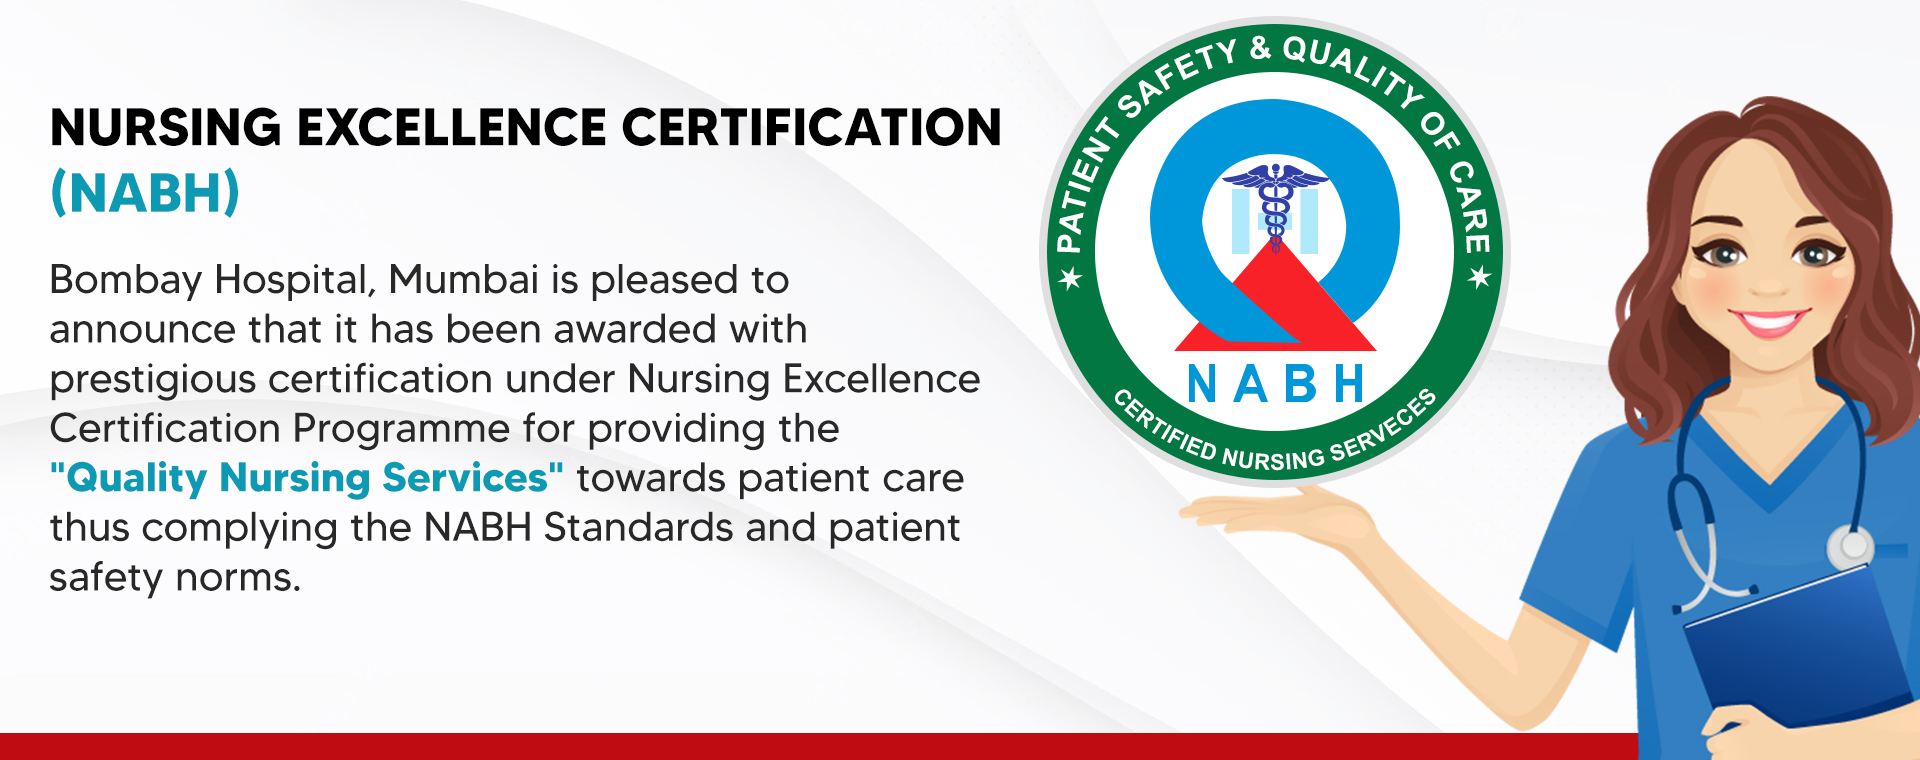 NURSING EXCELLENCE CERTIFICATION
(NABH)
Bombay Hospital, Mumbai is pleased to
announce that it has been awarded with
prestigious certification under Nursing Excellence
Certification Programme for providing the
"Quality Nursing Services" towards patient care
thus complying the NABH Standards and patient
safety norms.
PATIENT SAFETY & QUALITY OF CARE
NABH
CERTIFIED NURSING SERVECES